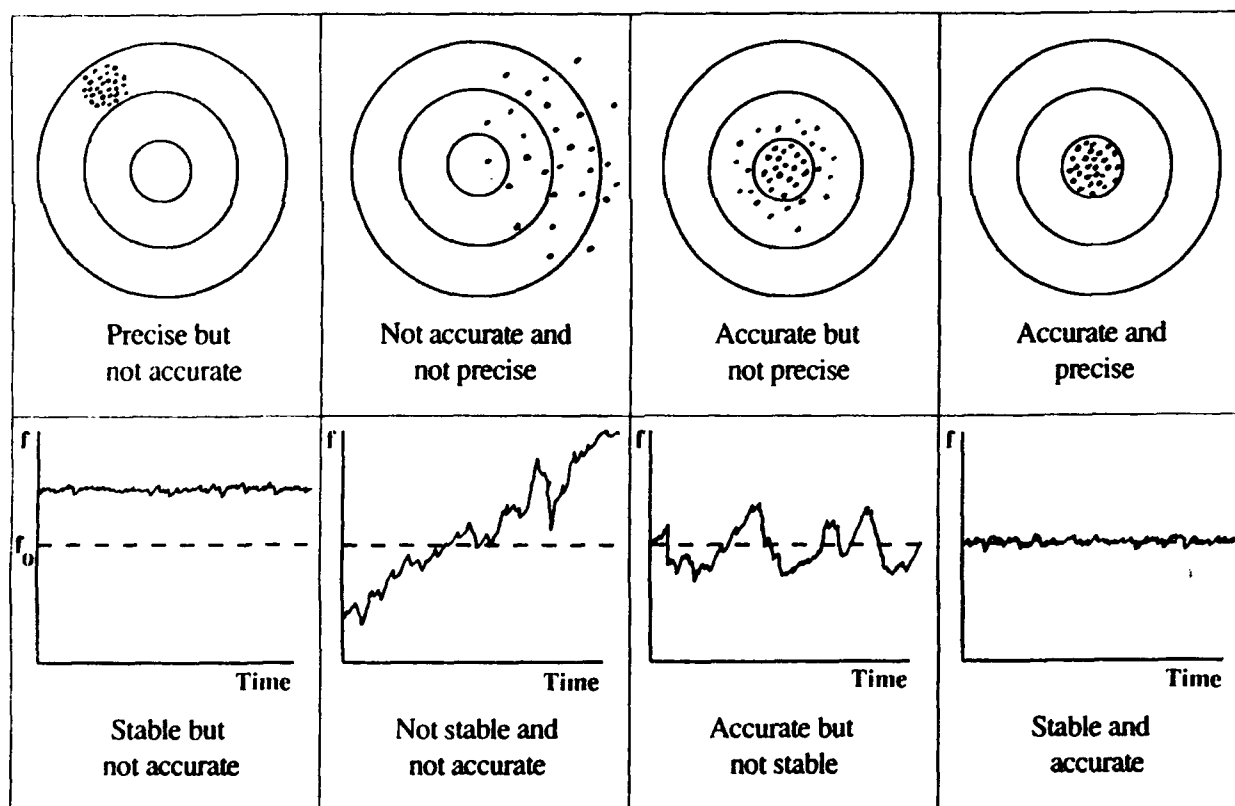 Precise but
not accurate
Not accurate and
not precise
Accurate but
not precise
Accurate and
precise
f
f₀
Time
Stable but
not accurate
f
Time
Not stable and
not accurate
f
Time
Accurate but
not stable
f
Time
Stable and
accurate